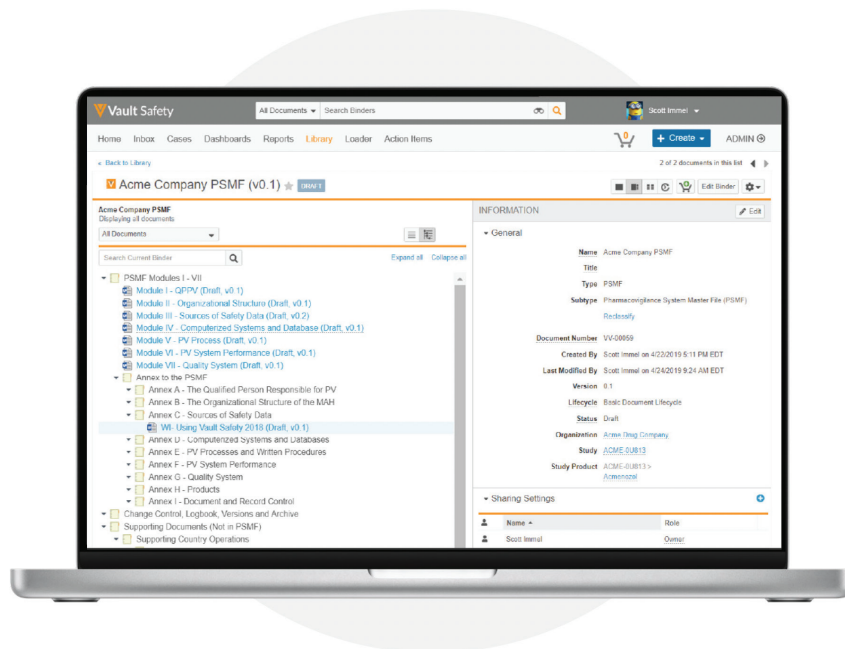 Vault Safety
All Documents
Search Binders
Scott Immel
Home Inbox Cases Dashboards Reports Library Loader Action Items
0
+ Create
ADMIN
« Back to Library
2 of 2 documents in this list
V Acme Company PSMF (v0.1) DRAFT
Edit Binder
Acme Company PSMF
Displaying all documents
All Documents
Search Current Binder
Expand all Collapse all
PSMF Modules I - VII
Module I - QPPV (Draft, v0.1)
Module II - Organizational Structure (Draft, v0.1)
Module III - Sources of Safety Data (Draft, v0.2)
Module IV - Computerized Systems and Database (Draft, v0.1)
Module V - PV Process (Draft, v0.1)
Module VI - PV System Performance (Draft, v0.1)
Module VII - Quality System (Draft, v0.1)
Annex to the PSMF
Annex A - The Qualified Person Responsible for PV
Annex B - The Organizational Structure of the MAH
Annex C - Sources of Safety Data
WI- Using Vault Safety 2018 (Draft, v0.1)
Annex D - Computerized Systems and Databases
Annex E - PV Processes and Written Procedures
Annex F - PV System Performance
Annex G - Quality System
Annex H - Products
Annex I - Document and Record Control
Change Control, Logbook, Versions and Archive
Supporting Documents (Not in PSMF)
Supporting Country Operations
INFORMATION
Edit
General
Name Acme Company PSMF
Title
Type PSMF
Subtype Pharmacovigilance System Master File (PSMF)
Reclassify
Document Number VV-00059
Created By Scott Immel on 4/22/2019 5:11 PM EDT
Last Modified By Scott Immel on 4/24/2019 9:24 AM EDT
Version 0.1
Lifecycle Basic Document Lifecycle
Status Draft
Organization Acme Drug Company
Study ACME-0U813
Study Product ACME-0U813 >
Acmenazal
Sharing Settings
Name Role
Scott Immel Owner